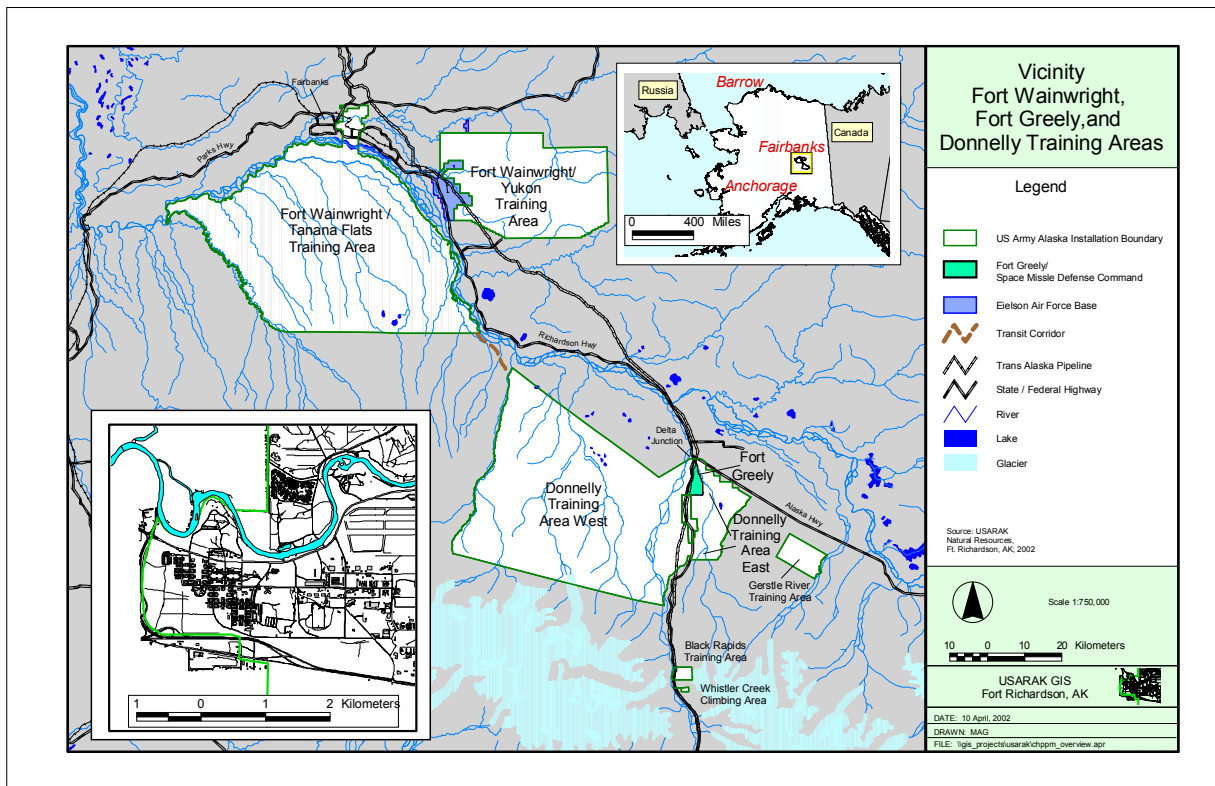 Fairbanks
Parks Hwy
Fort Wainwright/
Yukon
Training
Area
Fort Wainwright /
Tanana Flats
Training Area
Richardson Hwy
Delta
Junction
Fort
Greely
Donnelly
Training
Area West
Donnelly
Training
Area
East
Alaska Hwy
Gerstle River
Training Area
Black Rapids
Training Area
Whistler Creek
Climbing Area
Russia
Barrow
Canada
Fairbanks
Anchorage
0 400 Miles
1 0 1 2 Kilometers
Vicinity
Fort Wainwright,
Fort Greely,and
Donnelly Training Areas
Legend
US Army Alaska Installation Boundary
Fort Greely/
Space Missle Defense Command
Eielson Air Force Base
Transit Corridor
Trans Alaska Pipeline
State / Federal Highway
River
Lake
Glacier
Source: USARAK
Natural Resources,
Ft. Richardson, AK; 2002
Scale 1:750,000
10 0 10 20 Kilometers
USARAK GIS
Fort Richardson, AK
DATE: 10 April, 2002
DRAWN: MAG
FILE: \\gis_projects\usarak\chppm_overview.apr